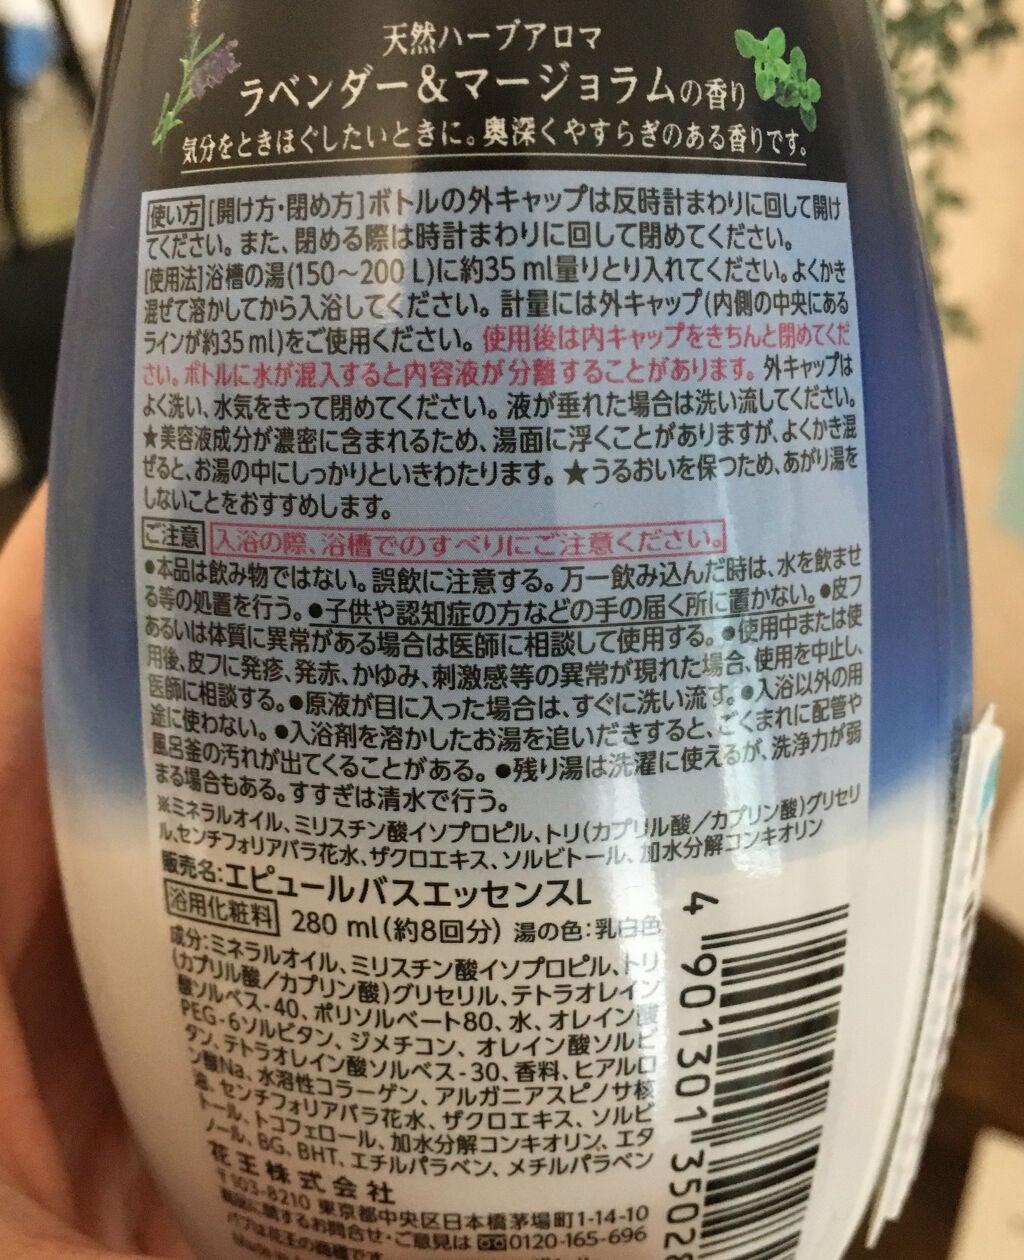 天然ハーブアロマ
ラベンダー&マージョラムの香り
気分をときほぐしたいときに。奥深くやすらぎのある香りです。
使い方 [開け方・閉め方]ボトルの外キャップは反時計まわりに回して開け
てください。また、閉める際は時計まわりに回して閉めてください。
[使用法]浴槽の湯(150〜200 L)に約35 ml量りとり入れてください。よくかき
混ぜて溶かしてから入浴してください。計量には外キャップ(内側の中央にある
ラインが約35 ml)をご使用ください。使用後は内キャップをきちんと閉めてくだ
さい。ボトルに水が混入すると内容液が分離することがあります。外キャップは
よく洗い、水気をきって閉めてください。液が垂れた場合は洗い流してください。
★美容液成分が濃密に含まれるため、湯面に浮くことがありますが、よくかき混
ぜると、お湯の中にしっかりといきわたります。★うるおいを保つため、あがり湯を
しないことをおすすめします。
ご注意 入浴の際、浴槽でのすべりにご注意ください。
●本品は飲み物ではない。誤飲に注意する。万一飲み込んだ時は、水を飲ませ
る等の処置を行う。●子供や認知症の方などの手の届く所に置かない。●皮フ
あるいは体質に異常がある場合は医師に相談して使用する。●使用中または使
用後、皮フに発疹、発赤、かゆみ、刺激感等の異常が現れた場合、使用を中止し、
医師に相談する。●原液が目に入った場合は、すぐに洗い流す。●入浴以外の用
途に使わない。●入浴剤を溶かしたお湯を追いだきすると、ごくまれに配管や
風呂釜の汚れが出てくることがある。●残り湯は洗濯に使えるが、洗浄力が弱
まる場合もある。すすぎは清水で行う。
※ミネラルオイル、ミリスチン酸イソプロピル、トリ(カプリル酸/カプリン酸)グリセリ
ル、センチフォリアバラ花水、ザクロエキス、ソルビトール、加水分解コンキオリン
販売名:エピュールバスエッセンスL
浴用化粧料 280 ml(約8回分) 湯の色:乳白色
成分:ミネラルオイル、ミリスチン酸イソプロピル、トリ
(カプリル酸/カプリン酸)グリセリル、テトラオレイン
酸ソルベス-40、ポリソルベート80、水、オレイン酸
PEG-6ソルビタン、ジメチコン、オレイン酸ソルビ
タン、テトラオレイン酸ソルベス-30、香料、ヒアルロ
ン酸Na、水溶性コラーゲン、アルガニアスピノサ核
油、センチフォリアバラ花水、ザクロエキス、ソルビ
トール、トコフェロール、加水分解コンキオリン、エタ
ノール、BG、BHT、エチルパラベン、メチルパラベン
花王株式会社
〒103-8210 東京都中央区日本橋茅場町1-14-10
製品に関するお問合せ・ご意見は 0120-165-696
バブは花王の商標です
4 901301 35028